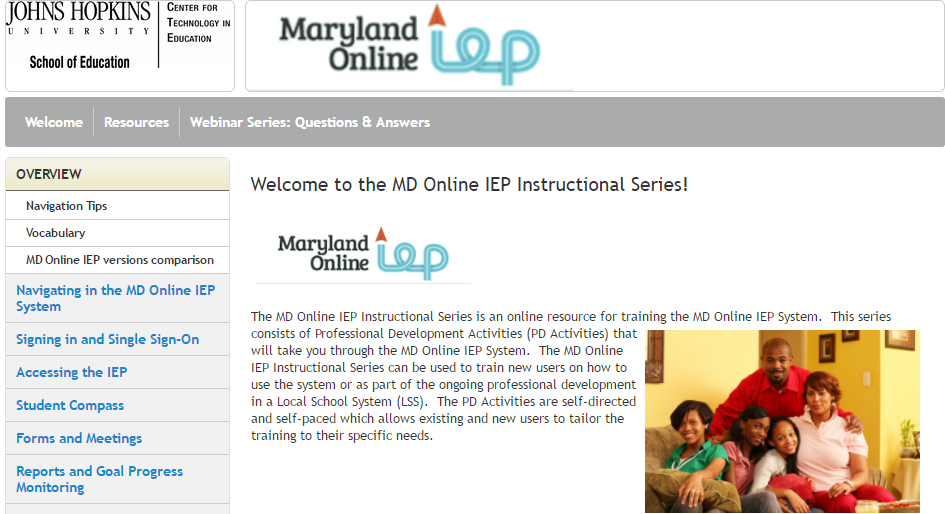 JOHNS HOPKINS
UNIVERSITY
School of Education
CENTER FOR
TECHNOLOGY IN
EDUCATION
Maryland
Online iep
Welcome
Resources
Webinar Series: Questions & Answers
OVERVIEW
Navigation Tips
Vocabulary
MD Online IEP versions comparison
Navigating in the MD Online IEP
System
Signing in and Single Sign-On
Accessing the IEP
Student Compass
Forms and Meetings
Reports and Goal Progress
Monitoring
Welcome to the MD Online IEP Instructional Series!
Maryland
Online iep
The MD Online IEP Instructional Series is an online resource for training the MD Online IEP System. This series
consists of Professional Development Activities (PD Activities) that
will take you through the MD Online IEP System. The MD Online
IEP Instructional Series can be used to train new users on how to
use the system or as part of the ongoing professional development
in a Local School System (LSS). The PD Activities are self-directed
and self-paced which allows existing and new users to tailor the
training to their specific needs.